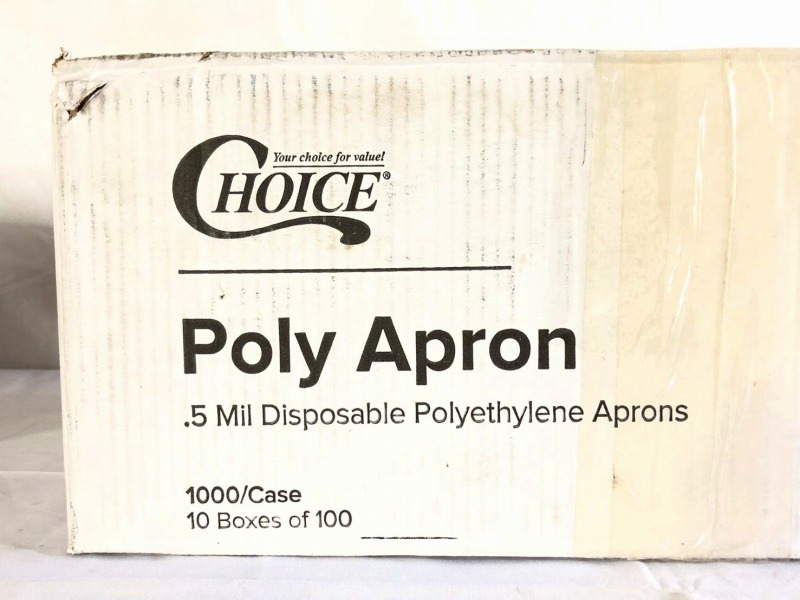 Your choice for value!
CHOICE®
Poly Apron
.5 Mil Disposable Polyethylene Aprons
1000/Case
10 Boxes of 100